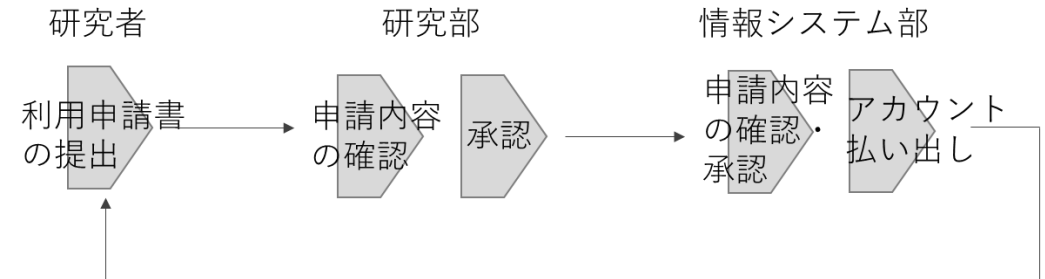 研究者
研究部
情報システム部
利用申請書
の提出
申請内容
の確認
承認
申請内容
の確認・
承認
アカウント
払い出し